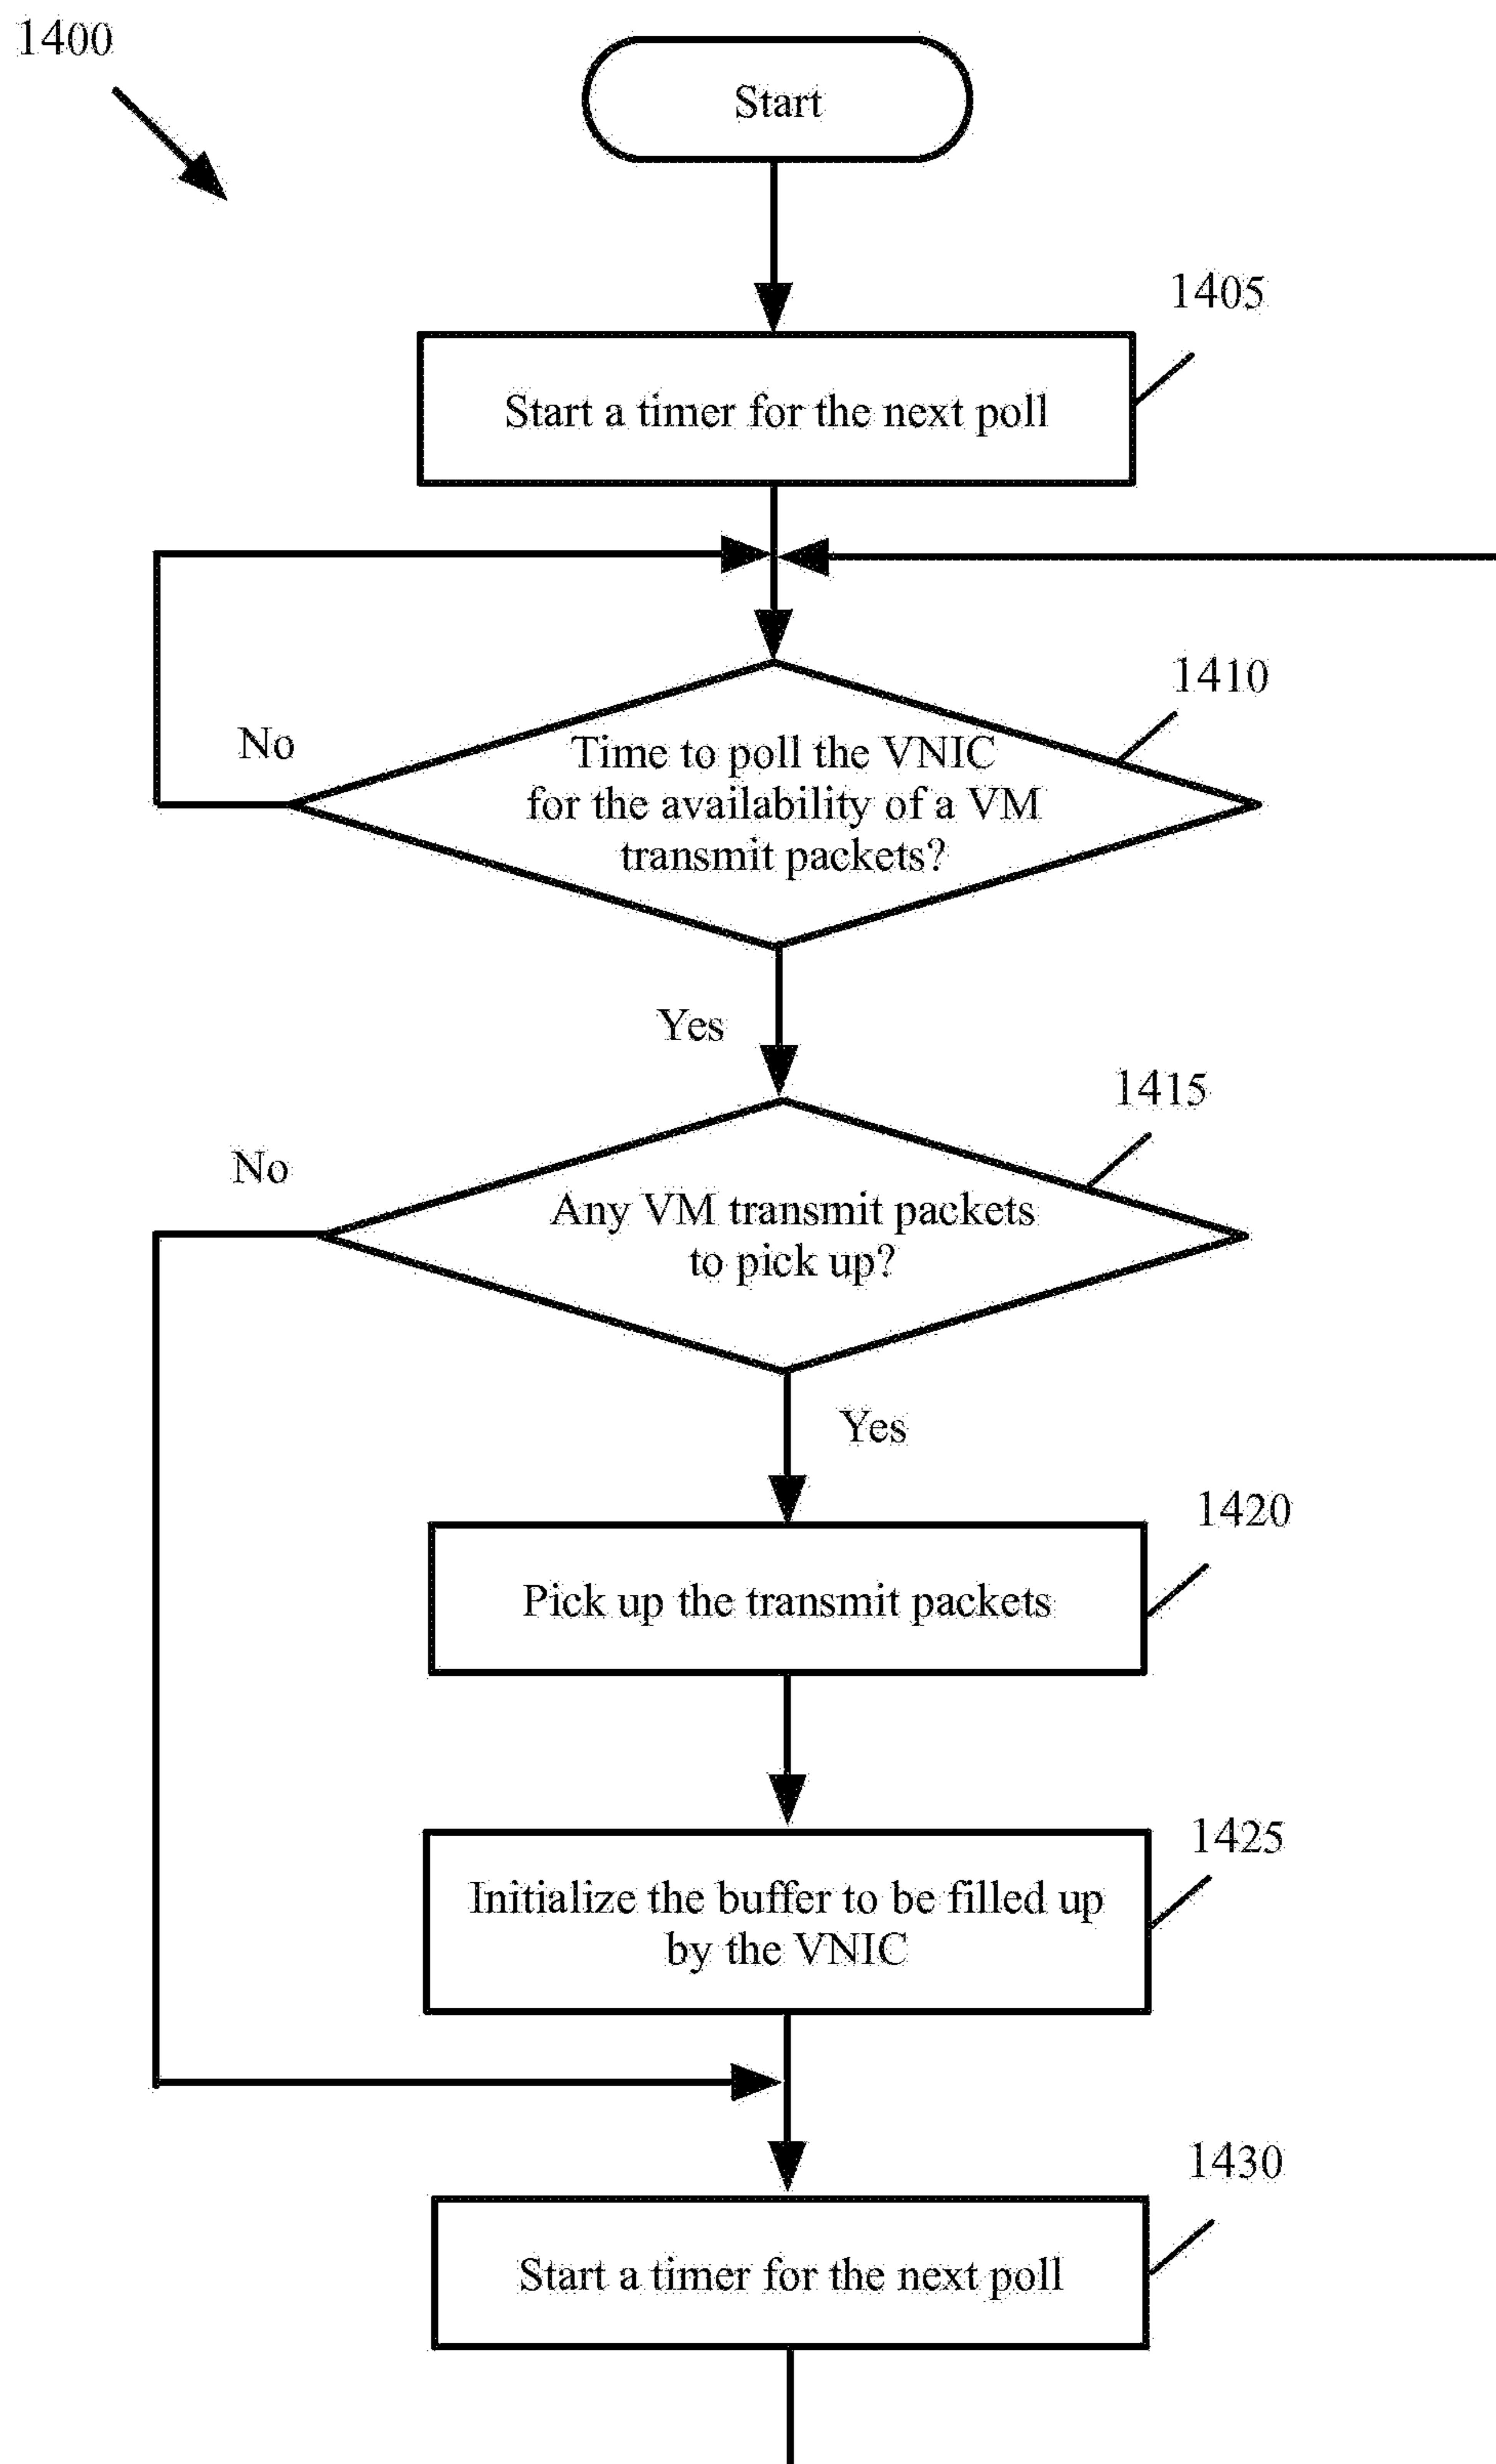 1400
Start
1405
Start a timer for the next poll
1410
No
Time to poll the VNIC
for the availability of a VM
transmit packets?
Yes
1415
No
Any VM transmit packets
to pick up?
Yes
1420
Pick up the transmit packets
1425
Initialize the buffer to be filled up
by the VNIC
1430
Start a timer for the next poll